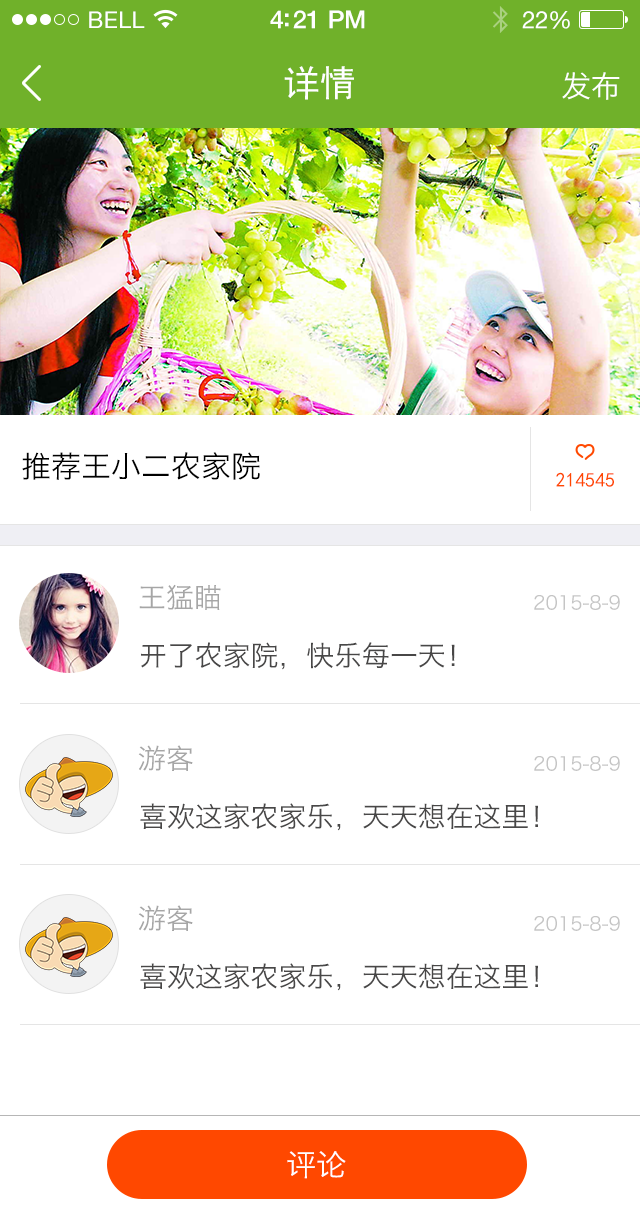 BELL 4:21 PM 22%
详情 发布
推荐王小二农家院
214545
王猛瞄 2015-8-9
开了农家院，快乐每一天！
游客 2015-8-9
喜欢这家农家乐，天天想在这里！
游客 2015-8-9
喜欢这家农家乐，天天想在这里！
评论